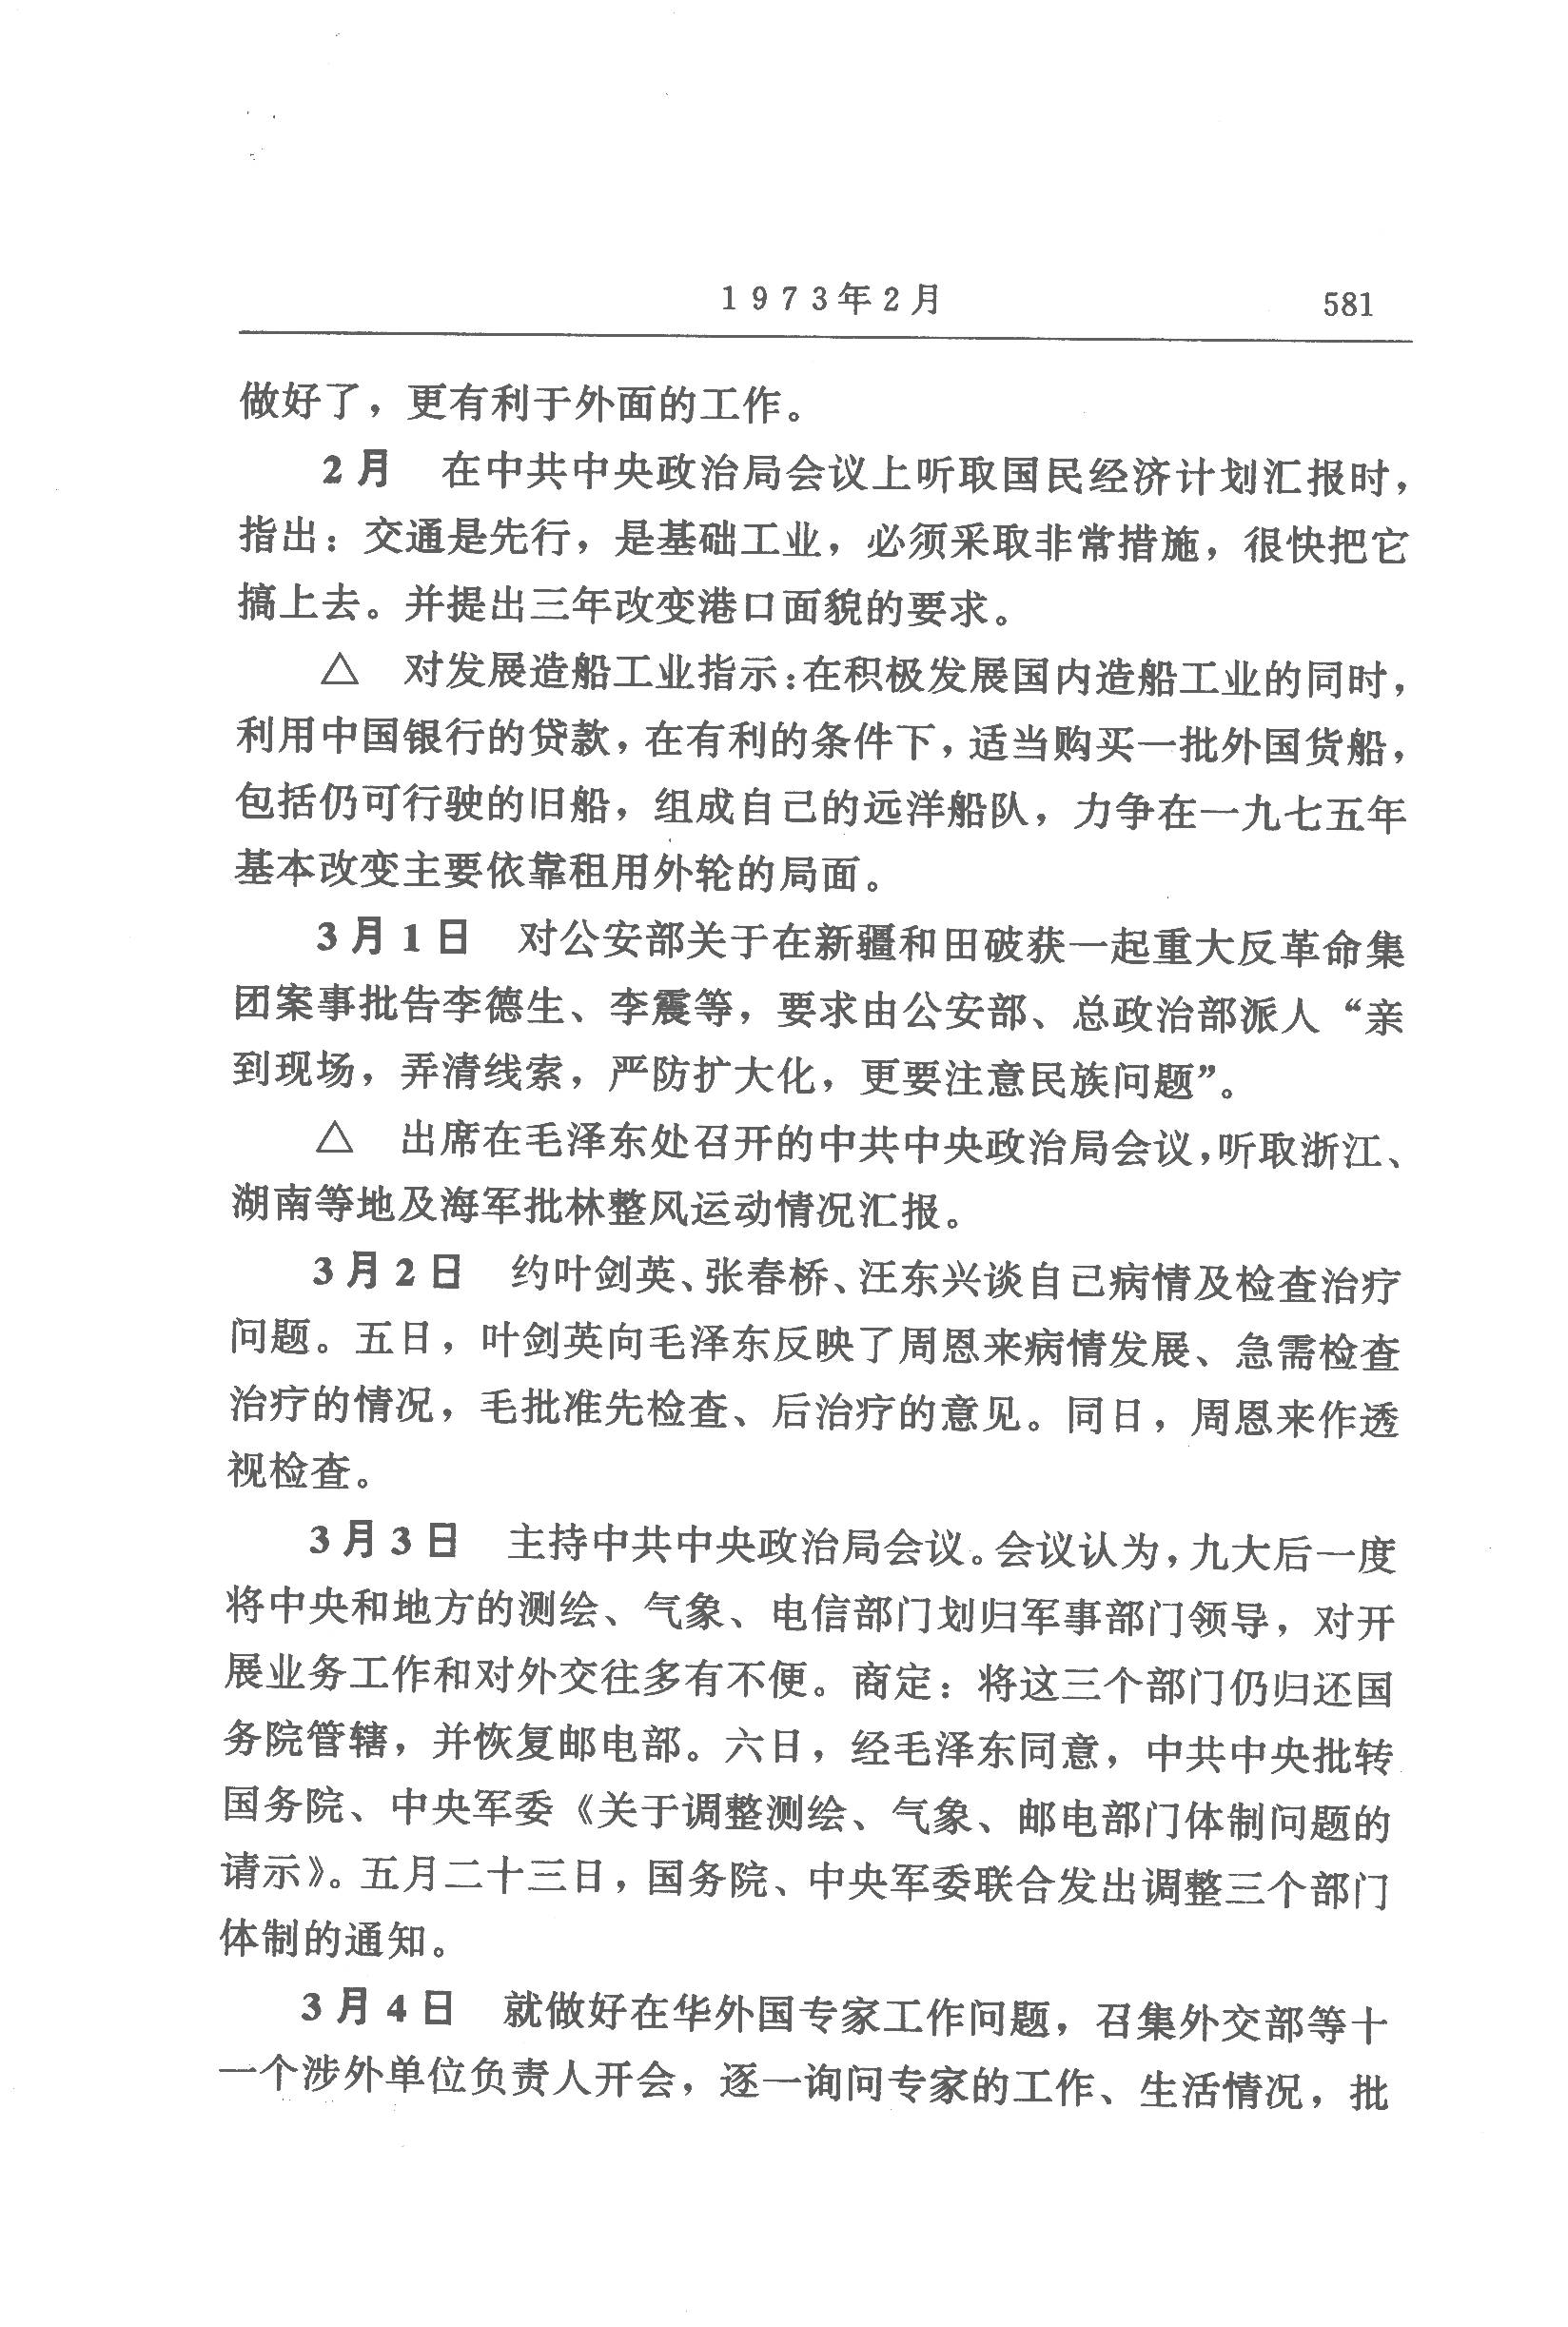 1973年2月 581
做好了，更有利于外面的工作。
2月 在中共中央政治局会议上听取国民经济计划汇报时，
指出：交通是先行，是基础工业，必须采取非常措施，很快把它
搞上去。并提出三年改变港口面貌的要求。
△ 对发展造船工业指示：在积极发展国内造船工业的同时，
利用中国银行的贷款，在有利的条件下，适当购买一批外国货船，
包括仍可行驶的旧船，组成自己的远洋船队，力争在一九七五年
基本改变主要依靠租用外轮的局面。
3月1日 对公安部关于在新疆和田破获一起重大反革命集
团案事批告李德生、李震等，要求由公安部、总政治部派人“亲
到现场，弄清线索，严防扩大化，更要注意民族问题”。
△ 出席在毛泽东处召开的中共中央政治局会议，听取浙江、
湖南等地及海军批林整风运动情况汇报。
3月2日 约叶剑英、张春桥、汪东兴谈自己病情及检查治疗
问题。五日，叶剑英向毛泽东反映了周恩来病情发展、急需检查
治疗的情况，毛批准先检查、后治疗的意见。同日，周恩来作透
视检查。
3月3日 主持中共中央政治局会议。会议认为，九大后一度
将中央和地方的测绘、气象、电信部门划归军事部门领导，对开
展业务工作和对外交往多有不便。商定：将这三个部门仍归还国
务院管辖，并恢复邮电部。六日，经毛泽东同意，中共中央批转
国务院、中央军委《关于调整测绘、气象、邮电部门体制问题的
请示》。五月二十三日，国务院、中央军委联合发出调整三个部门
体制的通知。
3月4日 就做好在华外国专家工作问题，召集外交部等十
一个涉外单位负责人开会，逐一询问专家的工作、生活情况，批